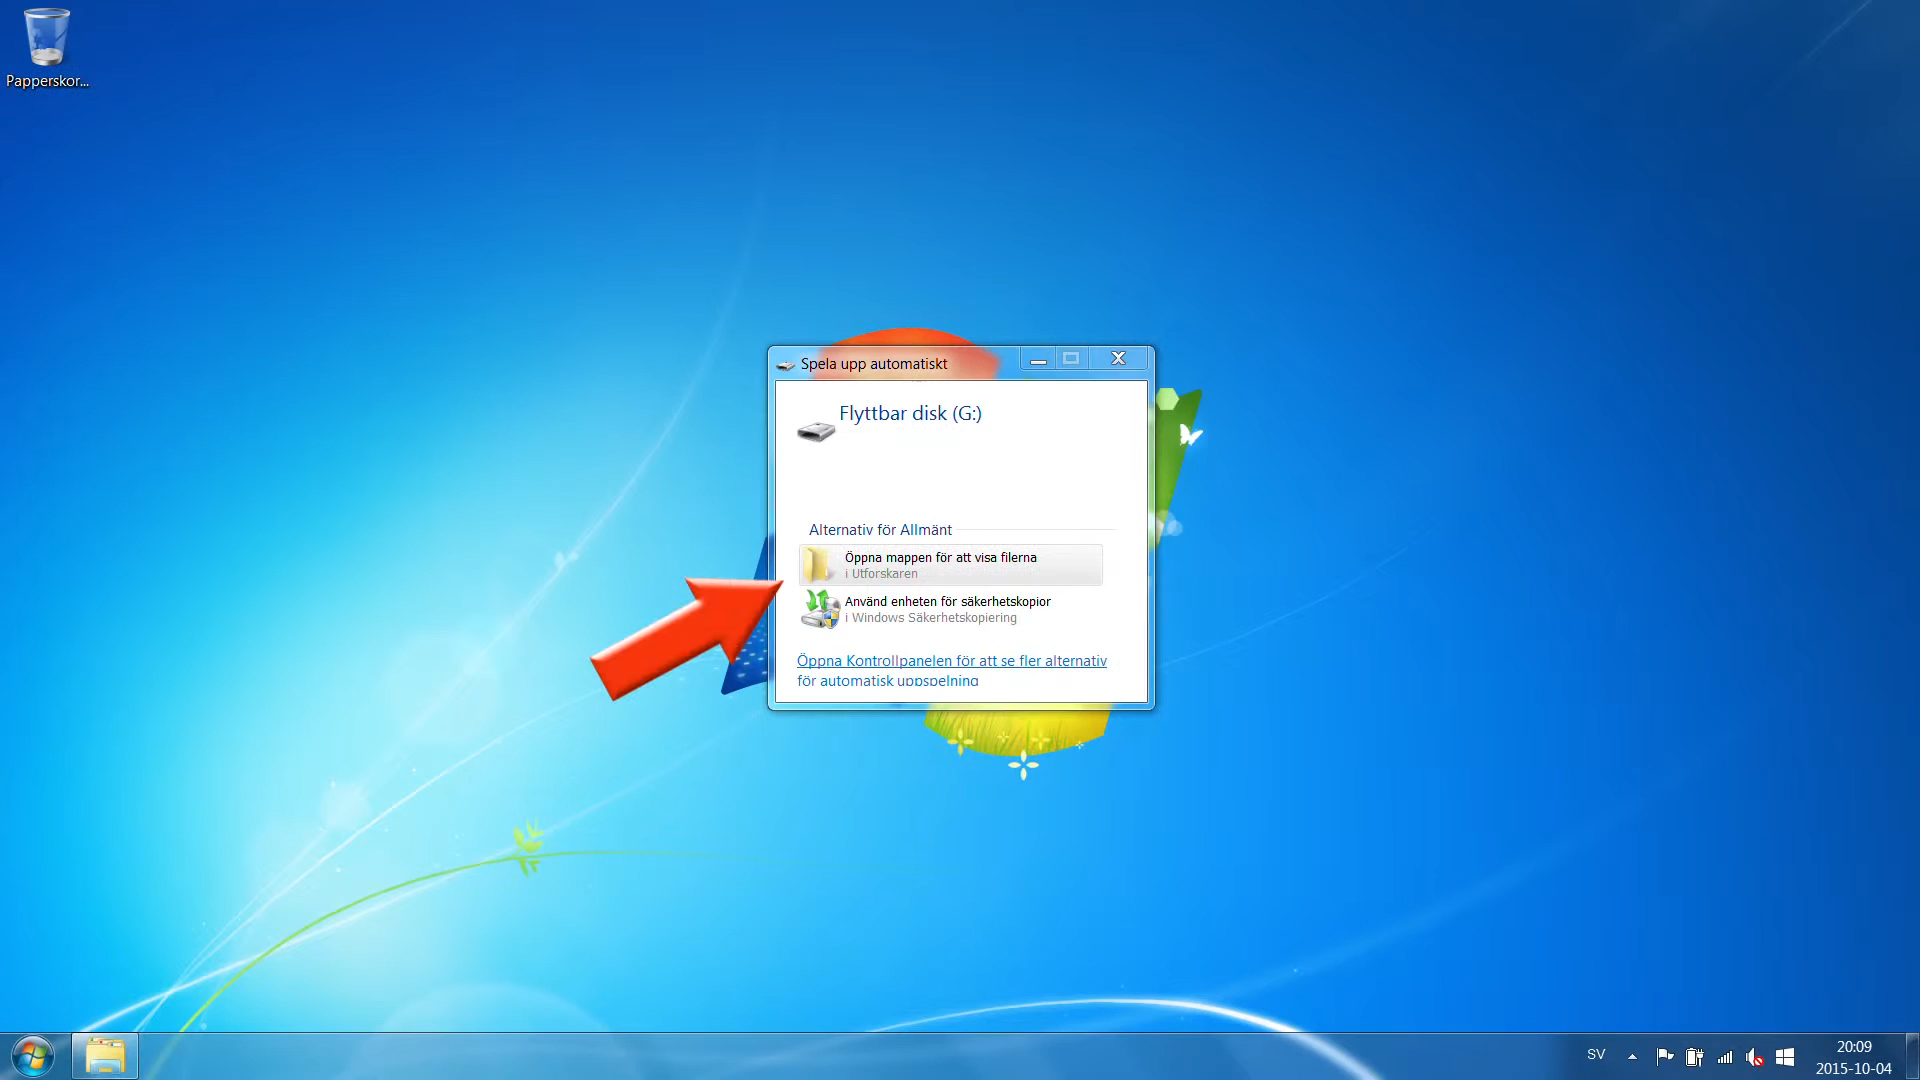 Papperskor...
Spela upp automatiskt
Flyttbar disk (G:)
Alternativ för Allmänt
Öppna mappen för att visa filerna
i Utforskaren
Använd enheten för säkerhetskopior
i Windows Säkerhetskopiering
Öppna Kontrollpanelen för att se fler alternativ
för automatisk uppspelning
SV
20:09
2015-10-04